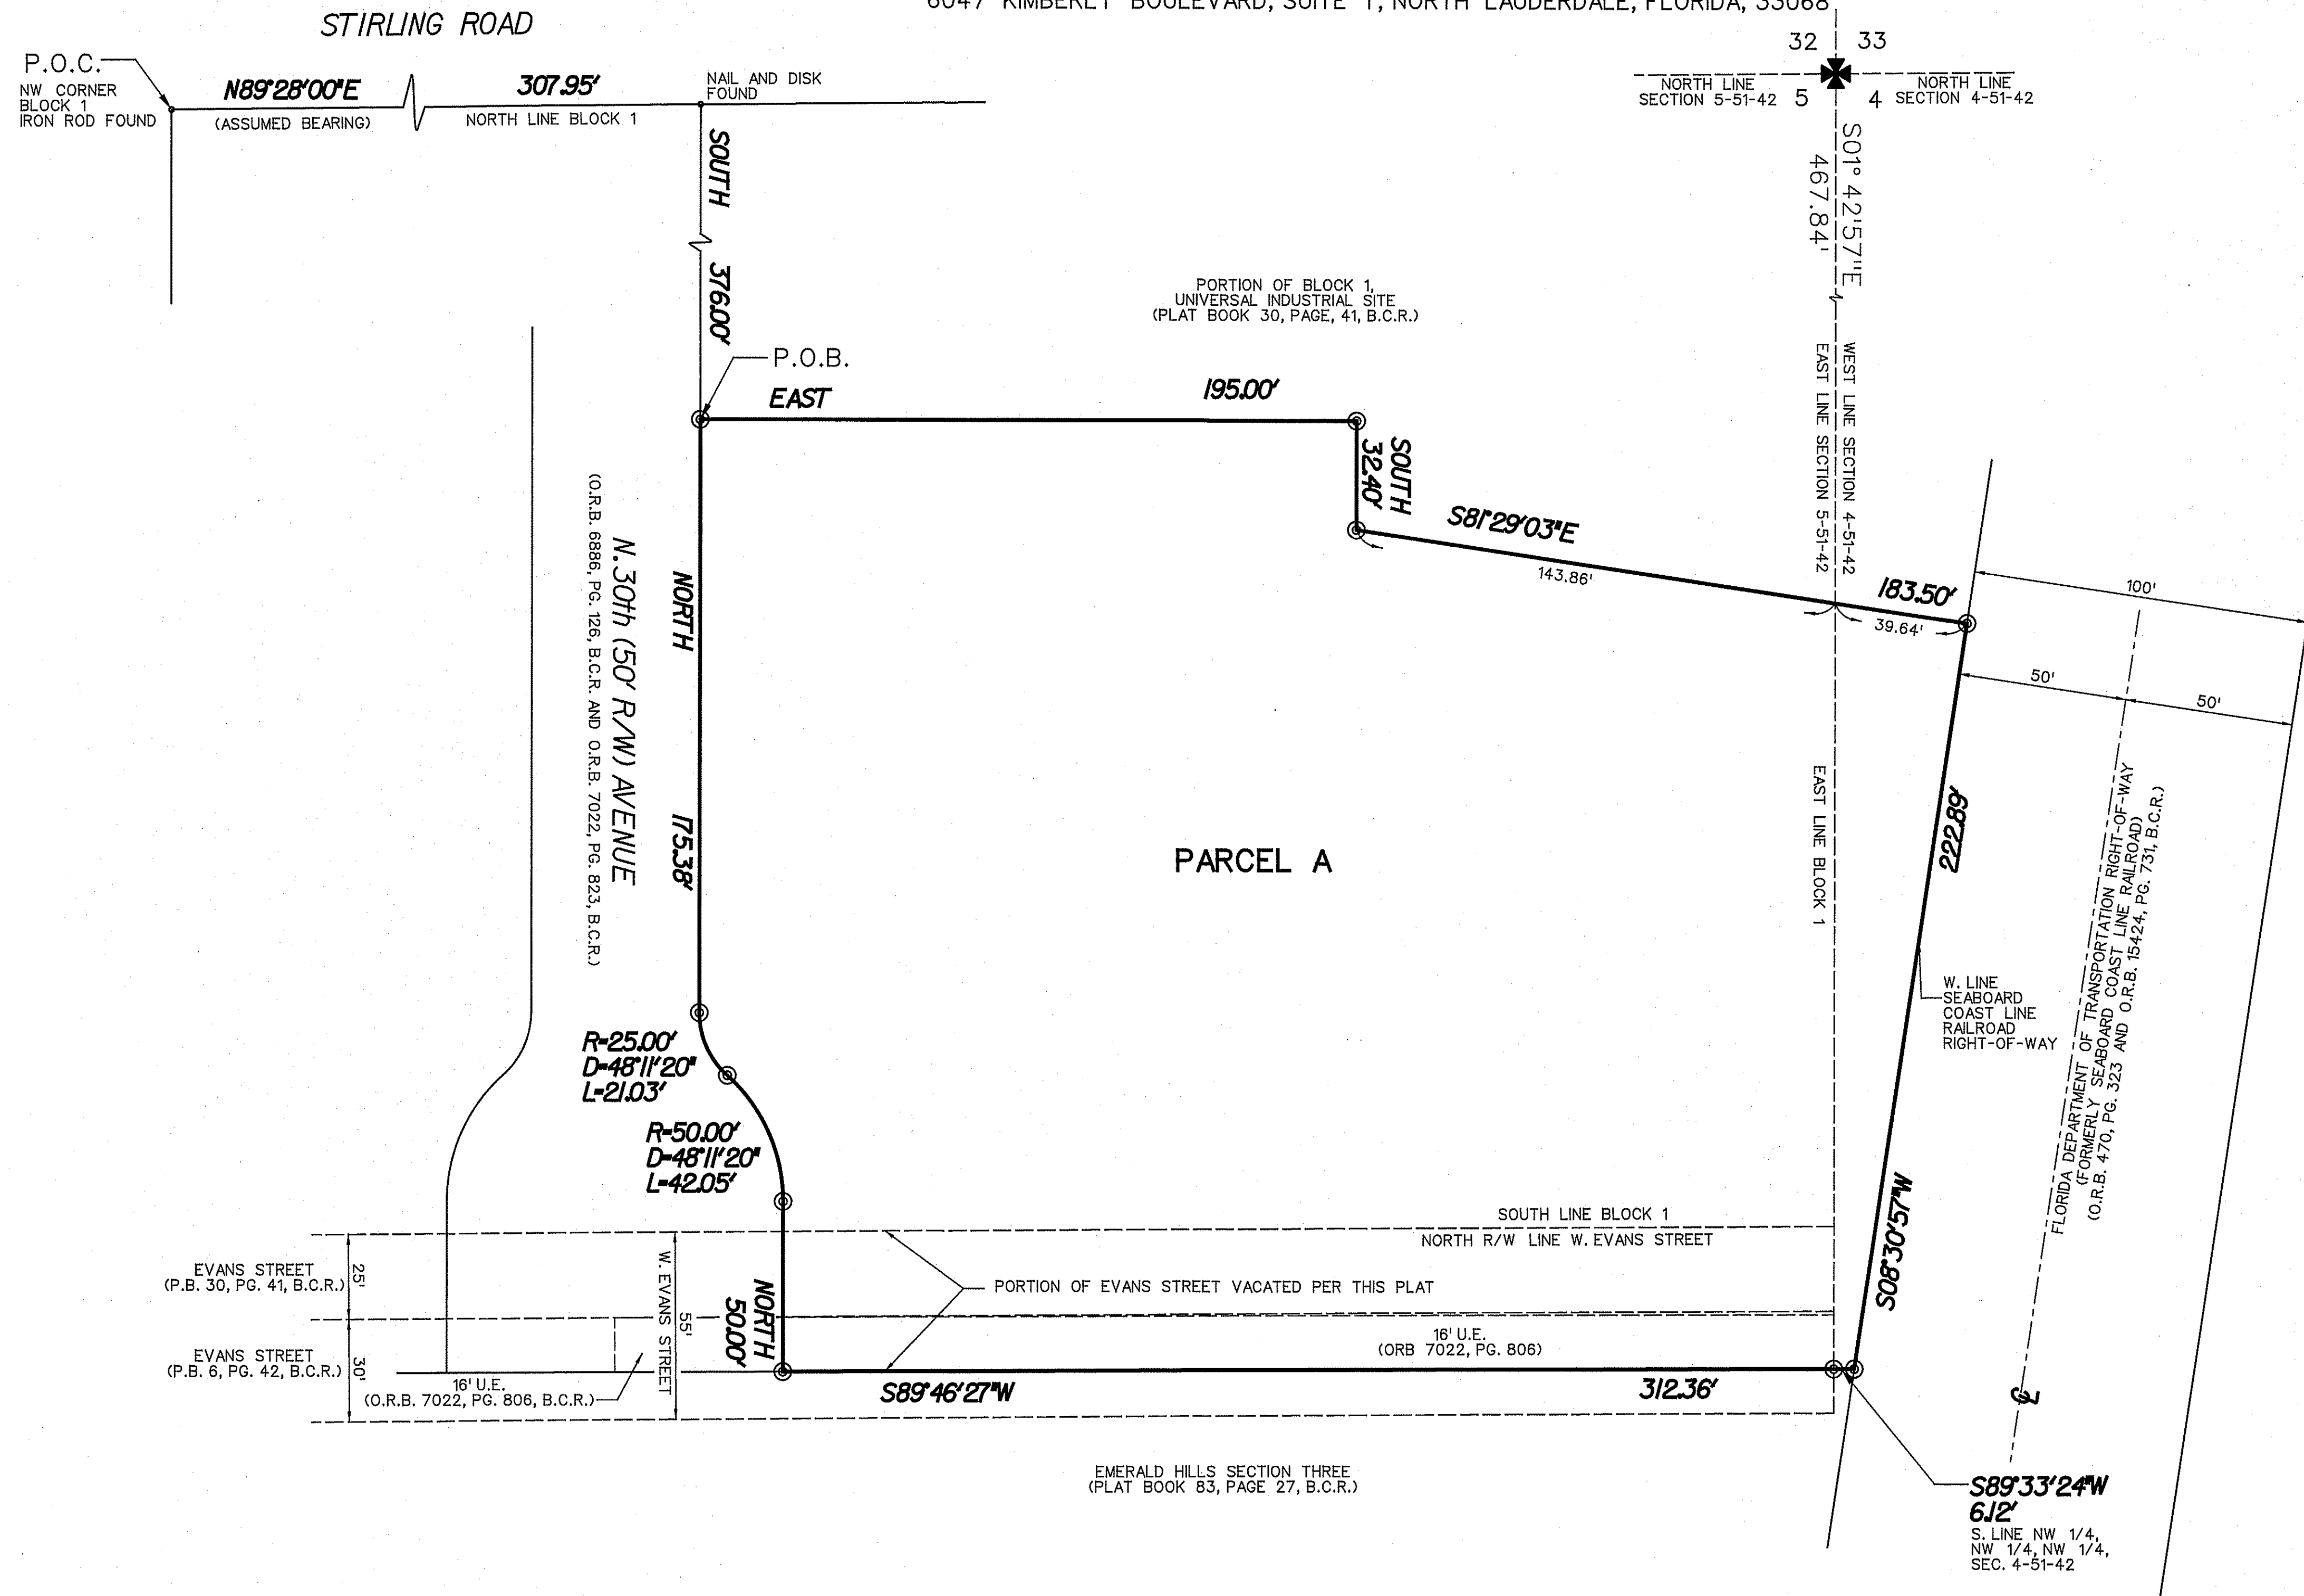 6047 KIMBERLY BOULEVARD, SUITE 1, NORTH LAUDERDALE, FLORIDA, 33068
STIRLING ROAD
P.O.C.
NW CORNER
BLOCK 1
IRON ROD FOUND
N89°28'00"E
(ASSUMED BEARING)
307.95'
NORTH LINE BLOCK 1
NAIL AND DISK
FOUND
32 33
NORTH LINE
SECTION 5-51-42
5 4
NORTH LINE
SECTION 4-51-42
S01° 42'57"E
467.84'
SOUTH
376.00'
PORTION OF BLOCK 1,
UNIVERSAL INDUSTRIAL SITE
(PLAT BOOK 30, PAGE, 41, B.C.R.)
P.O.B.
EAST
195.00'
WEST LINE SECTION 4-51-42
EAST LINE SECTION 5-51-42
SOUTH
32.40'
S81°29'03"E
143.86'
183.50'
39.64'
100'
50'
50'
N.30th (50' R/W) AVENUE
(O.R.B. 6886, PG. 126, B.C.R. AND O.R.B. 7022, PG. 823, B.C.R.)
NORTH
175.38'
PARCEL A
EAST LINE BLOCK 1
222.89'
S08°30'57"W
W. LINE
SEABOARD
COAST LINE
RAILROAD
RIGHT-OF-WAY
FLORIDA DEPARTMENT OF TRANSPORTATION RIGHT-OF-WAY
(FORMERLY SEABOARD COAST LINE RAILROAD)
(O.R.B. 470, PG. 323 AND O.R.B. 15424, PG. 731, B.C.R.)
R=25.00'
D=48°11'20"
L=21.03'
R=50.00'
D=48°11'20"
L=42.05'
SOUTH LINE BLOCK 1
NORTH R/W LINE W. EVANS STREET
EVANS STREET
(P.B. 30, PG. 41, B.C.R.)
25'
W. EVANS STREET
55'
NORTH
50.00'
PORTION OF EVANS STREET VACATED PER THIS PLAT
16' U.E.
(ORB 7022, PG. 806)
EVANS STREET
(P.B. 6, PG. 42, B.C.R.)
30'
16' U.E.
(O.R.B. 7022, PG. 806, B.C.R.)
S89°46'27"W
312.36'
3
EMERALD HILLS SECTION THREE
(PLAT BOOK 83, PAGE 27, B.C.R.)
S89°33'24"W
6.12'
S. LINE NW 1/4,
NW 1/4, NW 1/4,
SEC. 4-51-42